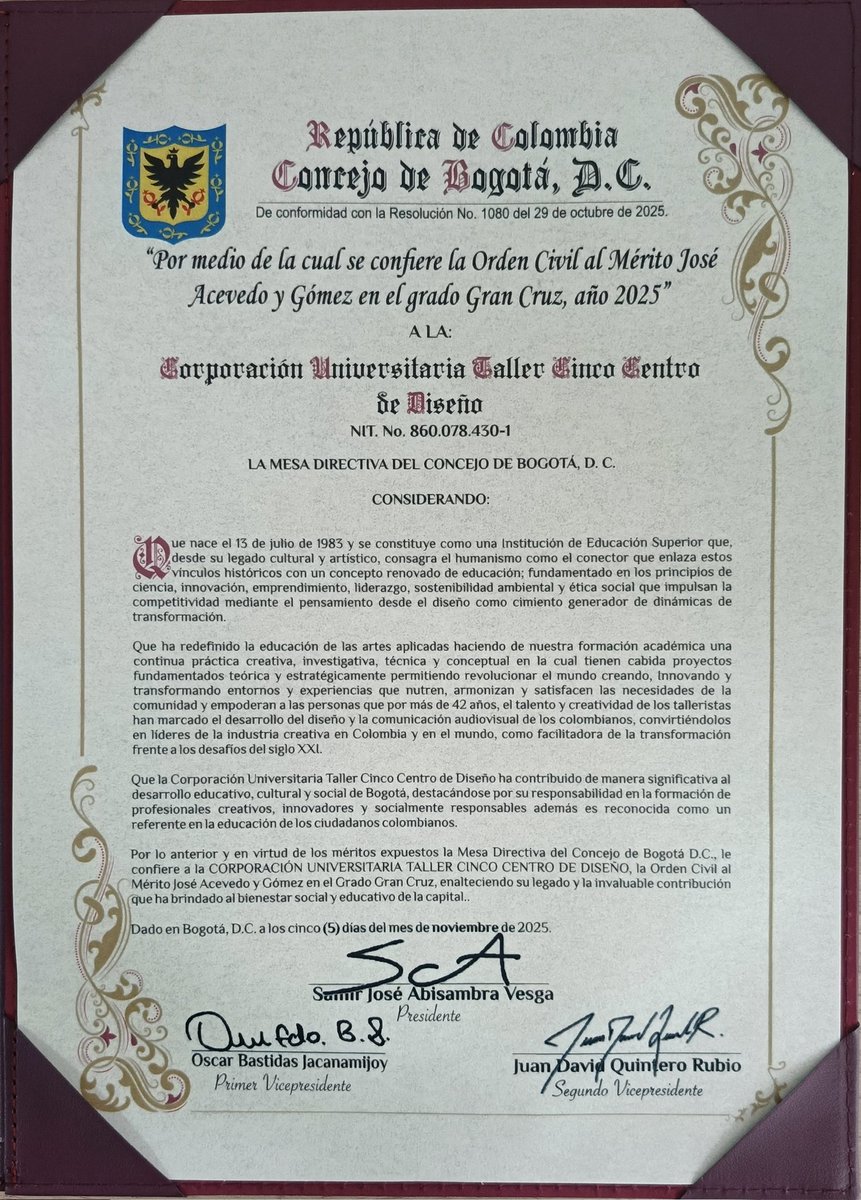 República de Colombia
Concejo de Bogotá, D.C.
De conformidad con la Resolución No. 1080 del 29 de octubre de 2025.
“Por medio de la cual se confiere la Orden Civil al Mérito José
Acevedo y Gómez en el grado Gran Cruz, año 2025”
A LA:
Corporación Universitaria Taller Cinco Centro
de Diseño
NIT. No. 860.078.430-1
LA MESA DIRECTIVA DEL CONCEJO DE BOGOTÁ, D. C.
CONSIDERANDO:
Que nace el 13 de julio de 1983 y se constituye como una Institución de Educación Superior que,
desde su legado cultural y artístico, consagra el humanismo como el conector que enlaza estos
vínculos históricos con un concepto renovado de educación; fundamentado en los principios de
ciencia, innovación, emprendimiento, liderazgo, sostenibilidad ambiental y ética social que impulsan la
competitividad mediante el pensamiento desde el diseño como cimiento generador de dinámicas de
transformación.
Que ha redefinido la educación de las artes aplicadas haciendo de nuestra formación académica una
continua práctica creativa, investigativa, técnica y conceptual en la cual tienen cabida proyectos
fundamentados teórica y estratégicamente permitiendo revolucionar el mundo creando, Innovando y
transformando entornos y experiencias que nutren, armonizan y satisfacen las necesidades de la
comunidad y empoderan a las personas que por más de 42 años, el talento y creatividad de los talleristas
han marcado el desarrollo del diseño y la comunicación audiovisual de los colombianos, convirtiéndolos
en líderes de la industria creativa en Colombia y en el mundo, como facilitadora de la transformación
frente a los desafíos del siglo XXI.
Que la Corporación Universitaria Taller Cinco Centro de Diseño ha contribuido de manera significativa al
desarrollo educativo, cultural y social de Bogotá, destacándose por su responsabilidad en la formación de
profesionales creativos, innovadores y socialmente responsables además es reconocida como un
referente en la educación de los ciudadanos colombianos.
Por lo anterior y en virtud de los méritos expuestos la Mesa Directiva del Concejo de Bogotá D.C., le
confiere a la CORPORACIÓN UNIVERSITARIA TALLER CINCO CENTRO DE DISEÑO, la Orden Civil al
Mérito José Acevedo y Gómez en el Grado Gran Cruz, enalteciendo su legado y la invaluable contribución
que ha brindado al bienestar social y educativo de la capital..
Dado en Bogotá, D.C. a los cinco (5) días del mes de noviembre de 2025.
Samir José Abisambra Vesga
Presidente
Oscar Bastidas Jacanamijoy
Primer Vicepresidente
Juan David Quintero Rubio
Segundo Vicepresidente